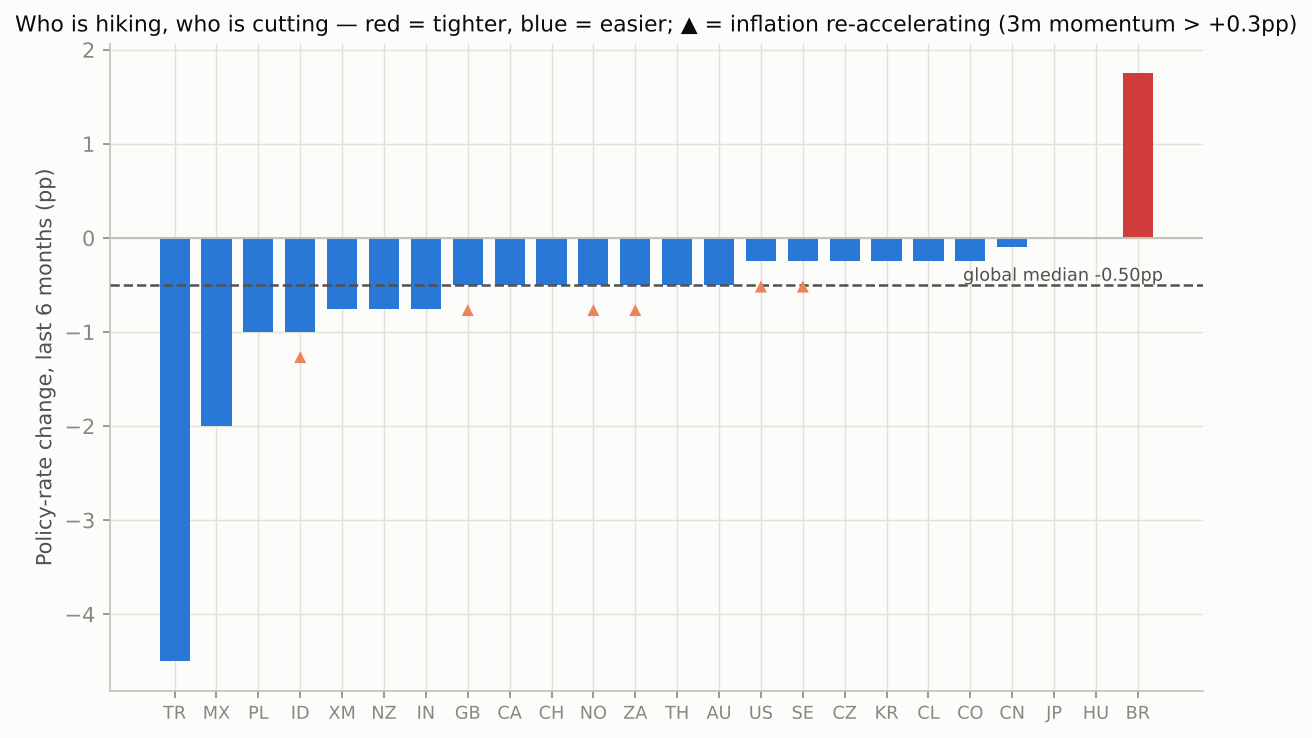 Who is hiking, who is cutting — red = tighter, blue = easier; ▲ = inflation re-accelerating (3m momentum > +0.3pp)
Policy-rate change, last 6 months (pp)
2
1
0
−1
−2
−3
−4
global median -0.50pp
TR MX PL ID XM NZ IN GB CA CH NO ZA TH AU US SE CZ KR CL CO CN JP HU BR